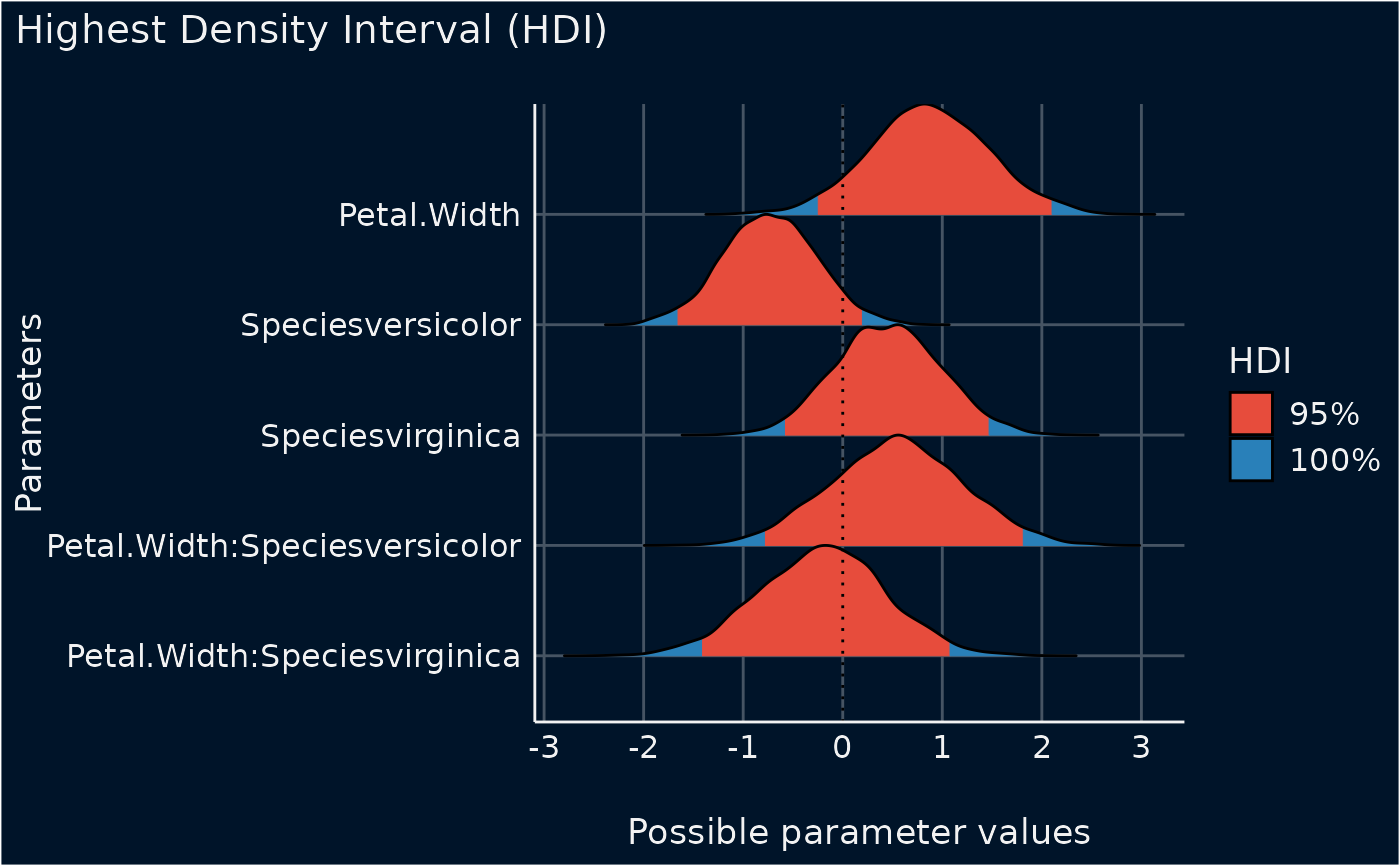 Highest Density Interval (HDI)
Petal.Width
Speciesversicolor
Speciesvirginica
Petal.Width:Speciesversicolor
Petal.Width:Speciesvirginica
Parameters
-3 -2 -1 0 1 2 3
Possible parameter values
HDI
95%
100%